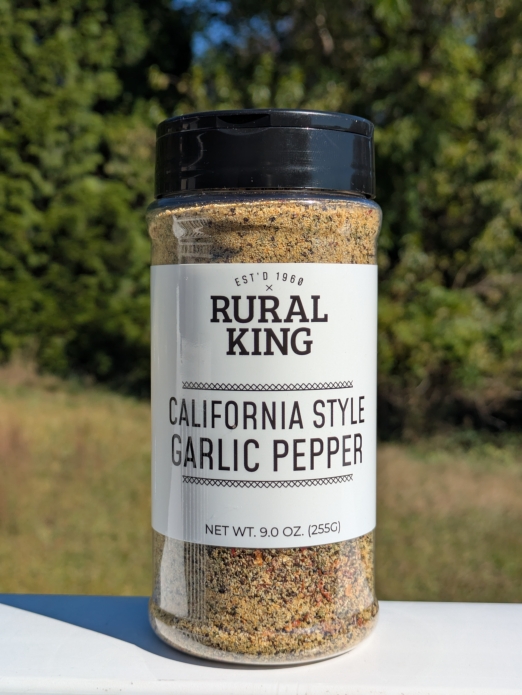 EST'D 1960
×
RURAL
KING
CALIFORNIA STYLE
GARLIC PEPPER
NET WT. 9.0 OZ. (255G)